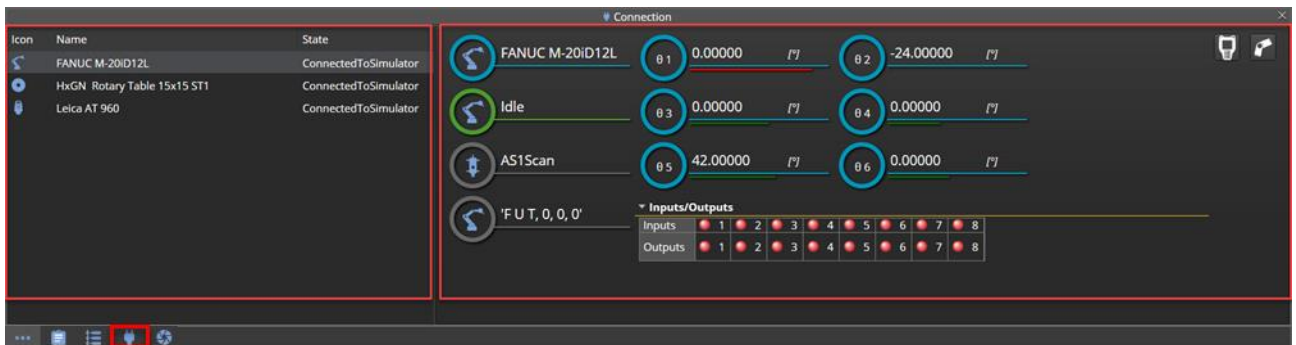 Connection
Icon Name State
FANUC M-20iD12L ConnectedToSimulator
HxGN Rotary Table 15x15 ST1 ConnectedToSimulator
Leica AT 960 ConnectedToSimulator
FANUC M-20iD12L θ1 0.00000 [°] θ2 -24.00000 [°]
Idle θ3 0.00000 [°] θ4 0.00000 [°]
AS1Scan θ5 42.00000 [°] θ6 0.00000 [°]
'F U T, 0, 0, 0' Inputs/Outputs
Inputs 1 2 3 4 5 6 7 8
Outputs 1 2 3 4 5 6 7 8